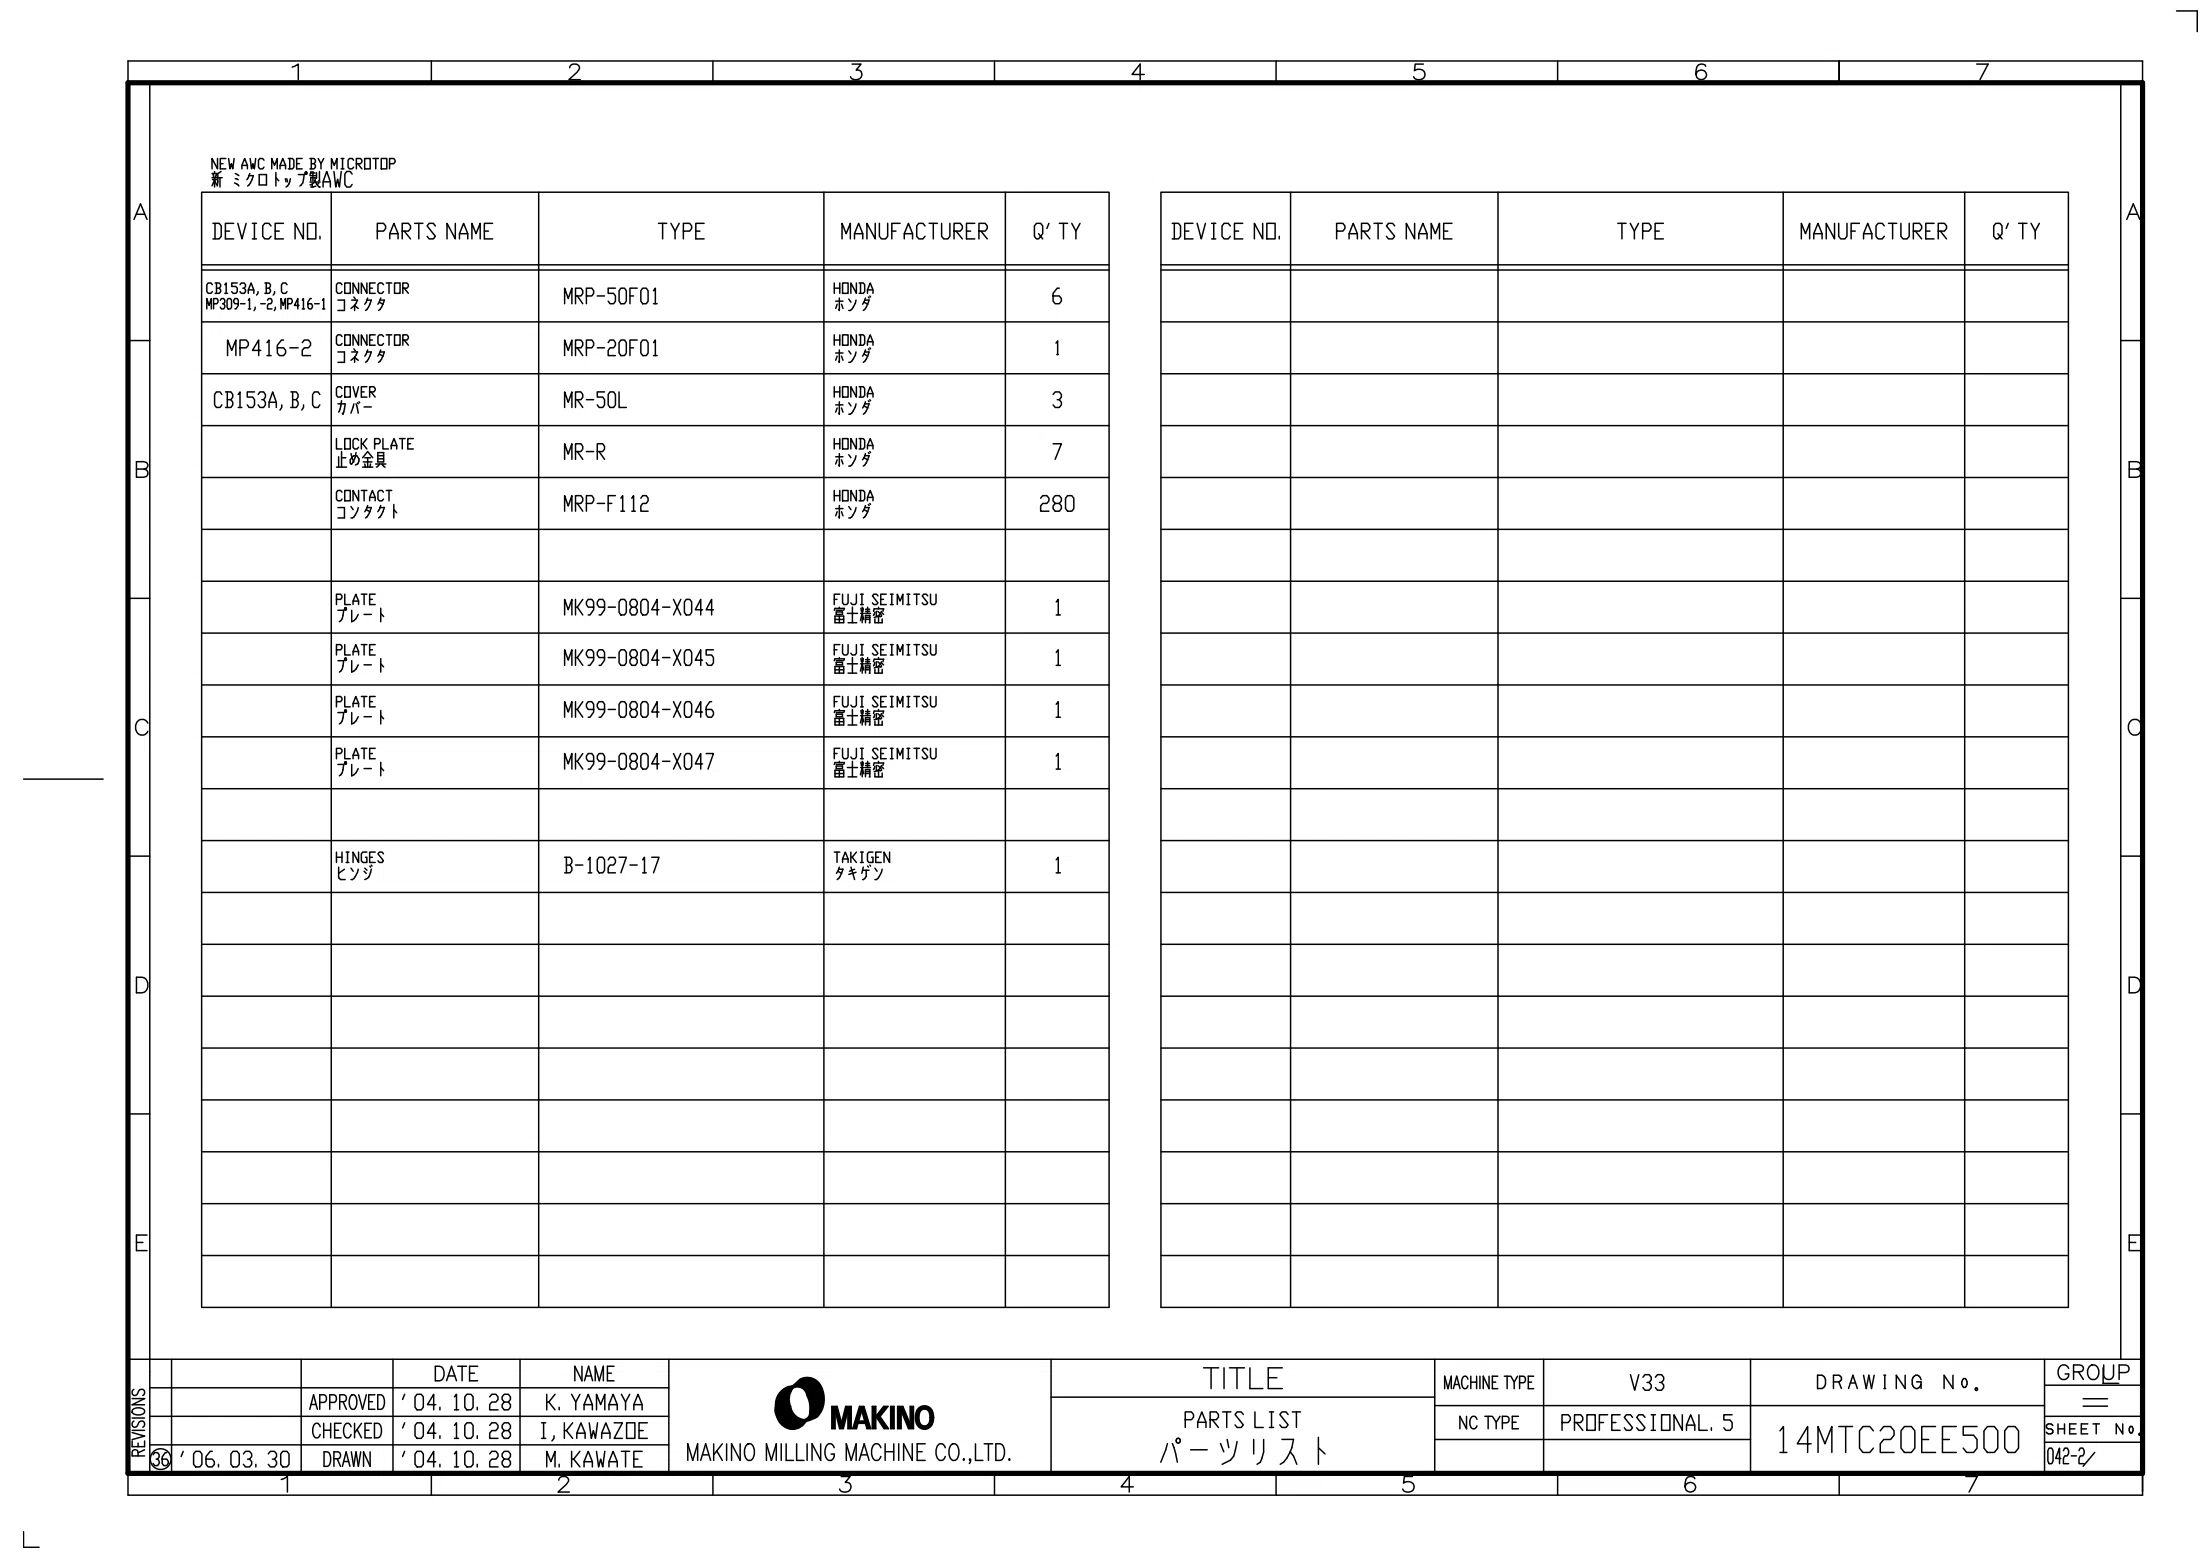 1 2 3 4 5 6 7
NEW AWC MADE BY MICROTOP
新 ミクロトップ製AWC
A A
DEVICE NO. PARTS NAME TYPE MANUFACTURER Q'TY
DEVICE NO. PARTS NAME TYPE MANUFACTURER Q'TY
CB153A, B, C
MP309-1, -2, MP416-1
CONNECTOR
コネクタ
MRP-50F01
HONDA
ホンダ
6
MP416-2
CONNECTOR
コネクタ
MRP-20F01
HONDA
ホンダ
1
CB153A, B, C
COVER
カバー
MR-50L
HONDA
ホンダ
3
B B
LOCK PLATE
止め金具
MR-R
HONDA
ホンダ
7
CONTACT
コンタクト
MRP-F112
HONDA
ホンダ
280
PLATE
プレート
MK99-0804-X044
FUJI SEIMITSU
富士精密
1
PLATE
プレート
MK99-0804-X045
FUJI SEIMITSU
富士精密
1
PLATE
プレート
MK99-0804-X046
FUJI SEIMITSU
富士精密
1
C C
PLATE
プレート
MK99-0804-X047
FUJI SEIMITSU
富士精密
1
HINGES
ヒンジ
B-1027-17
TAKIGEN
タキゲン
1
D D
E E
REVISIONS
36 '06. 03. 30
DATE NAME
APPROVED '04. 10. 28 K. YAMAYA
CHECKED '04. 10. 28 I, KAWAZOE
DRAWN '04. 10. 28 M. KAWATE
MAKINO
MAKINO MILLING MACHINE CO.,LTD.
TITLE
PARTS LIST
パーツリスト
MACHINE TYPE V33
NC TYPE PROFESSIONAL. 5
DRAWING No.
14MTC20EE500
GROUP
=
SHEET No.
042-2/
1 2 3 4 5 6 7